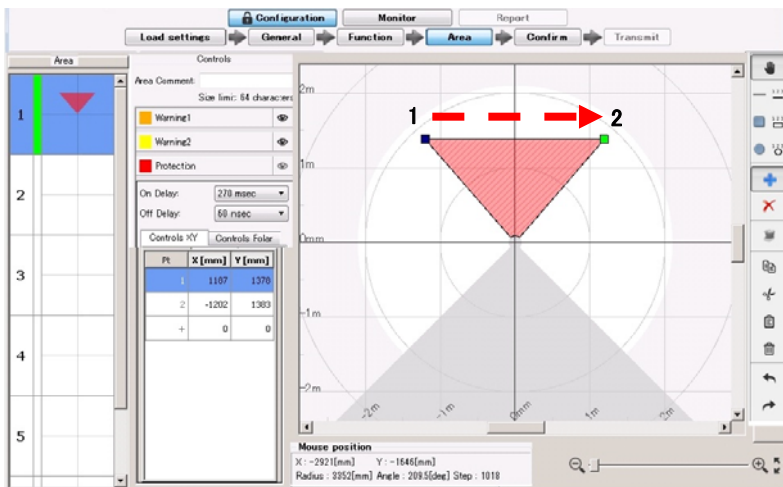 Configuration Monitor Report
Load settings General Function Area Confirm Transmit
Area
Controls
Area Comment:
Size limit: 64 characters
Warning1
Warning2
Protection
On Delay: 270 msec
Off Delay: 60 msec
Controls XY Controls Polar
Pt X [mm] Y [mm]
1 1187 1378
2 -1202 1383
+ 0 0
1
2
3
4
5
2m
1m
0mm
-1m
-2m
-2m -1m 0mm 1m 2m
1 2
Mouse position
X : -2921[mm] Y : -1646[mm]
Radius : 3352[mm] Angle : 209.5[deg] Step : 1018